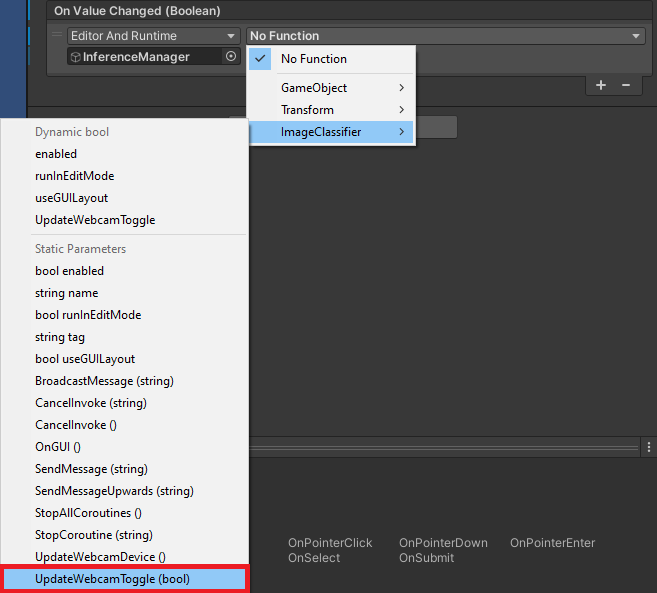 On Value Changed (Boolean)
Editor And Runtime
No Function
InferenceManager
No Function
GameObject
Transform
ImageClassifier
Dynamic bool
enabled
runInEditMode
useGUILayout
UpdateWebcamToggle
Static Parameters
bool enabled
string name
bool runInEditMode
string tag
bool useGUILayout
BroadcastMessage (string)
CancelInvoke (string)
CancelInvoke ()
OnGUI ()
SendMessage (string)
SendMessageUpwards (string)
StopAllCoroutines ()
StopCoroutine (string)
UpdateWebcamDevice ()
UpdateWebcamToggle (bool)
OnPointerClick OnPointerDown OnPointerEnter
OnSelect OnSubmit